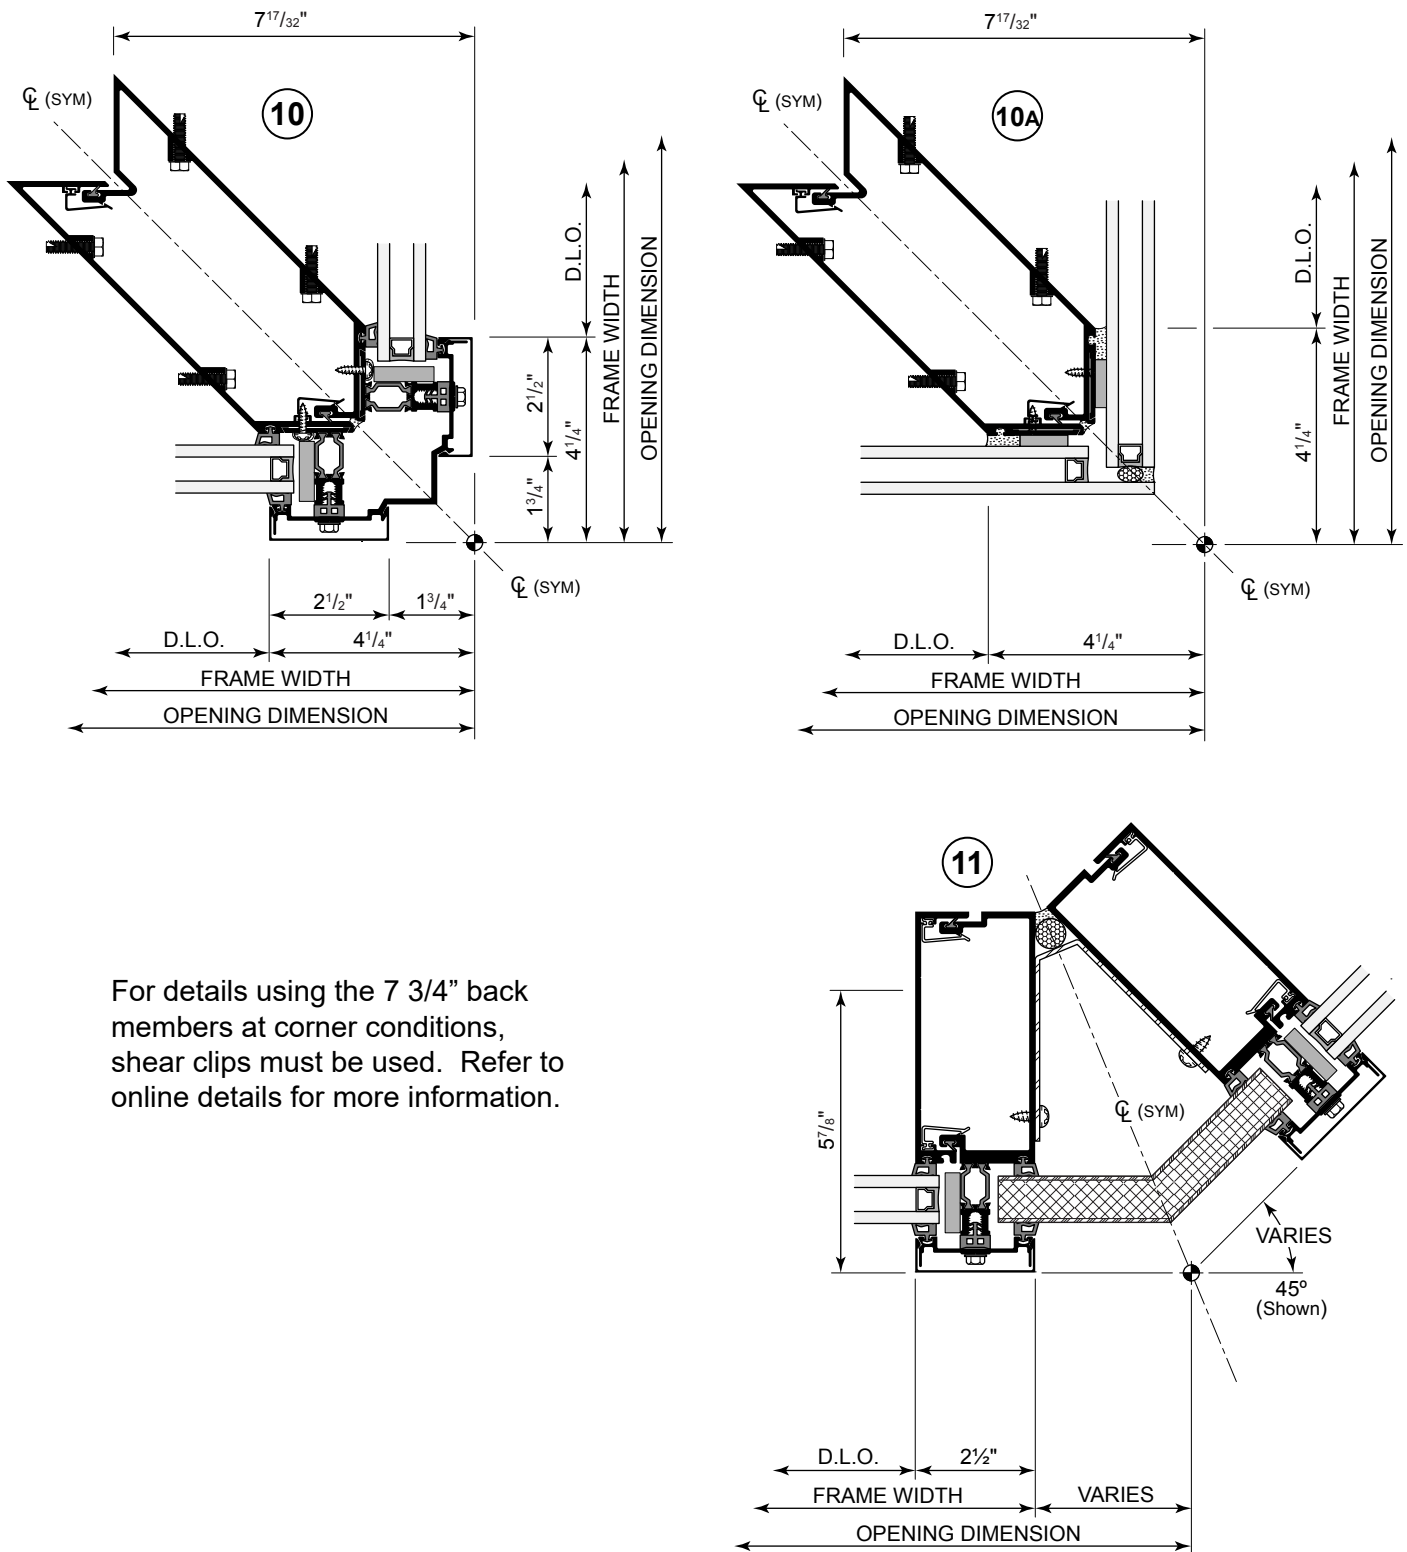 7 17/32"
℄ (SYM)
10
D.L.O.
FRAME WIDTH
OPENING DIMENSION
2 1/2"
4 1/4"
1 3/4"
℄ (SYM)
2 1/2"
1 3/4"
D.L.O.
4 1/4"
FRAME WIDTH
OPENING DIMENSION
7 17/32"
℄ (SYM)
10A
D.L.O.
FRAME WIDTH
OPENING DIMENSION
4 1/4"
℄ (SYM)
D.L.O.
4 1/4"
FRAME WIDTH
OPENING DIMENSION
For details using the 7 3/4” back
members at corner conditions,
shear clips must be used.  Refer to
online details for more information.
11
5 7/8"
℄ (SYM)
VARIES
45º
(Shown)
D.L.O.
2½"
FRAME WIDTH
VARIES
OPENING DIMENSION